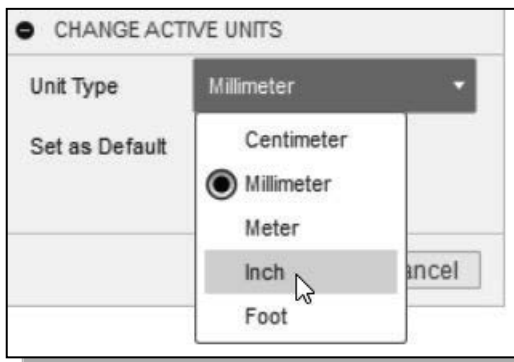 CHANGE ACTIVE UNITS
Unit Type Millimeter
Set as Default Centimeter
Millimeter
Meter
Inch ancel
Foot